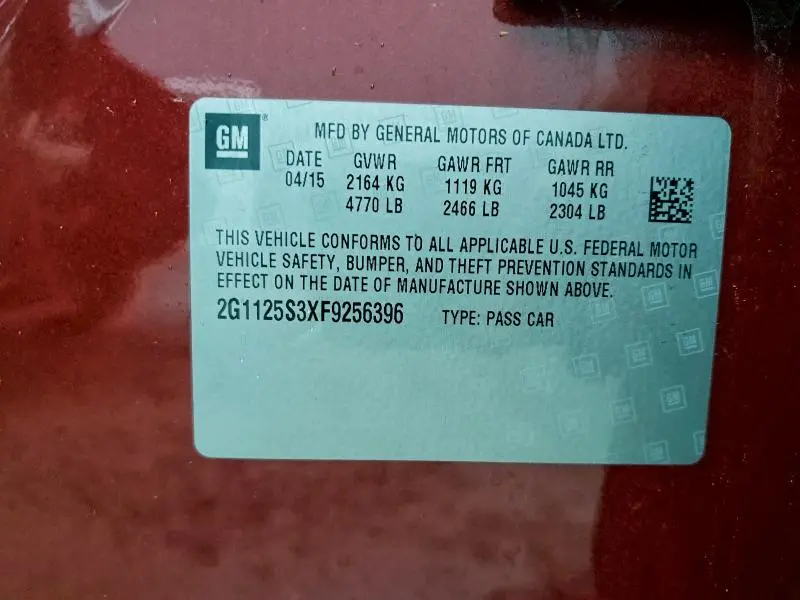 GM
MFD BY GENERAL MOTORS OF CANADA LTD.
DATE GVWR GAWR FRT GAWR RR
04/15 2164 KG 1119 KG 1045 KG
4770 LB 2466 LB 2304 LB
THIS VEHICLE CONFORMS TO ALL APPLICABLE U.S. FEDERAL MOTOR
VEHICLE SAFETY, BUMPER, AND THEFT PREVENTION STANDARDS IN
EFFECT ON THE DATE OF MANUFACTURE SHOWN ABOVE.
2G1125S3XF9256396 TYPE: PASS CAR